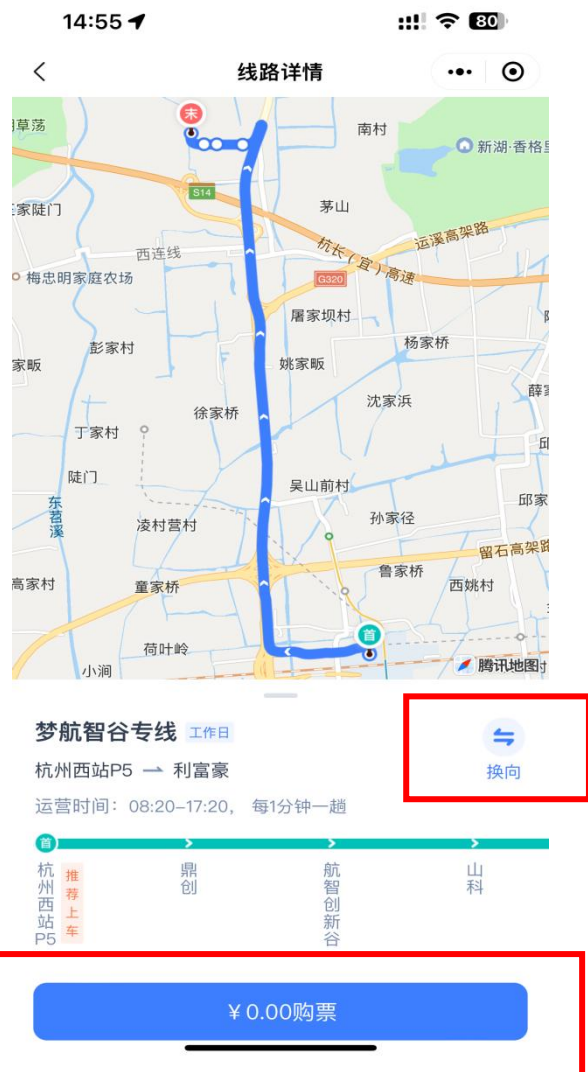 14:55
80
线路详情
末
南村
草荡
新湖·香格里
S14
家陡门
茅山
运溪高架路
西连线
杭长（宜）高速
梅忠明家庭农场
G320
屠家坝村
杨家桥
彭家村
家畈
姚家畈
沈家浜
薛家
徐家桥
丁家村
邱
陡门
吴山前村
邱家
东苕溪
凌村营村
孙家径
留石高架路
鲁家桥
高家村
童家桥
西姚村
首
荷叶岭
小涧
腾讯地图
村
梦航智谷专线 工作日
杭州西站P5 利富豪
换向
运营时间：08:20–17:20，每1分钟一趟
首
杭州西站P5
推荐上车
鼎创
航智创新谷
山科
¥0.00购票